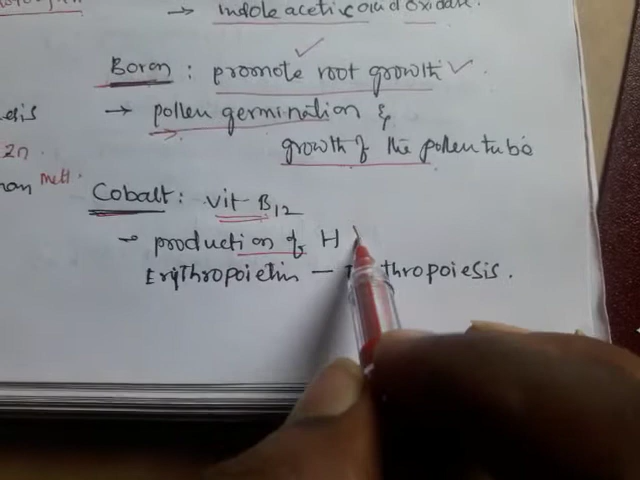 → Indole acetic acid oxidase.
Boron : promote root growth ✓.
→ pollen germination &
growth of the pollen tube
Zn.
Cobalt : Vit B12
→ production of H
Erythropoietin — thropoiesis.